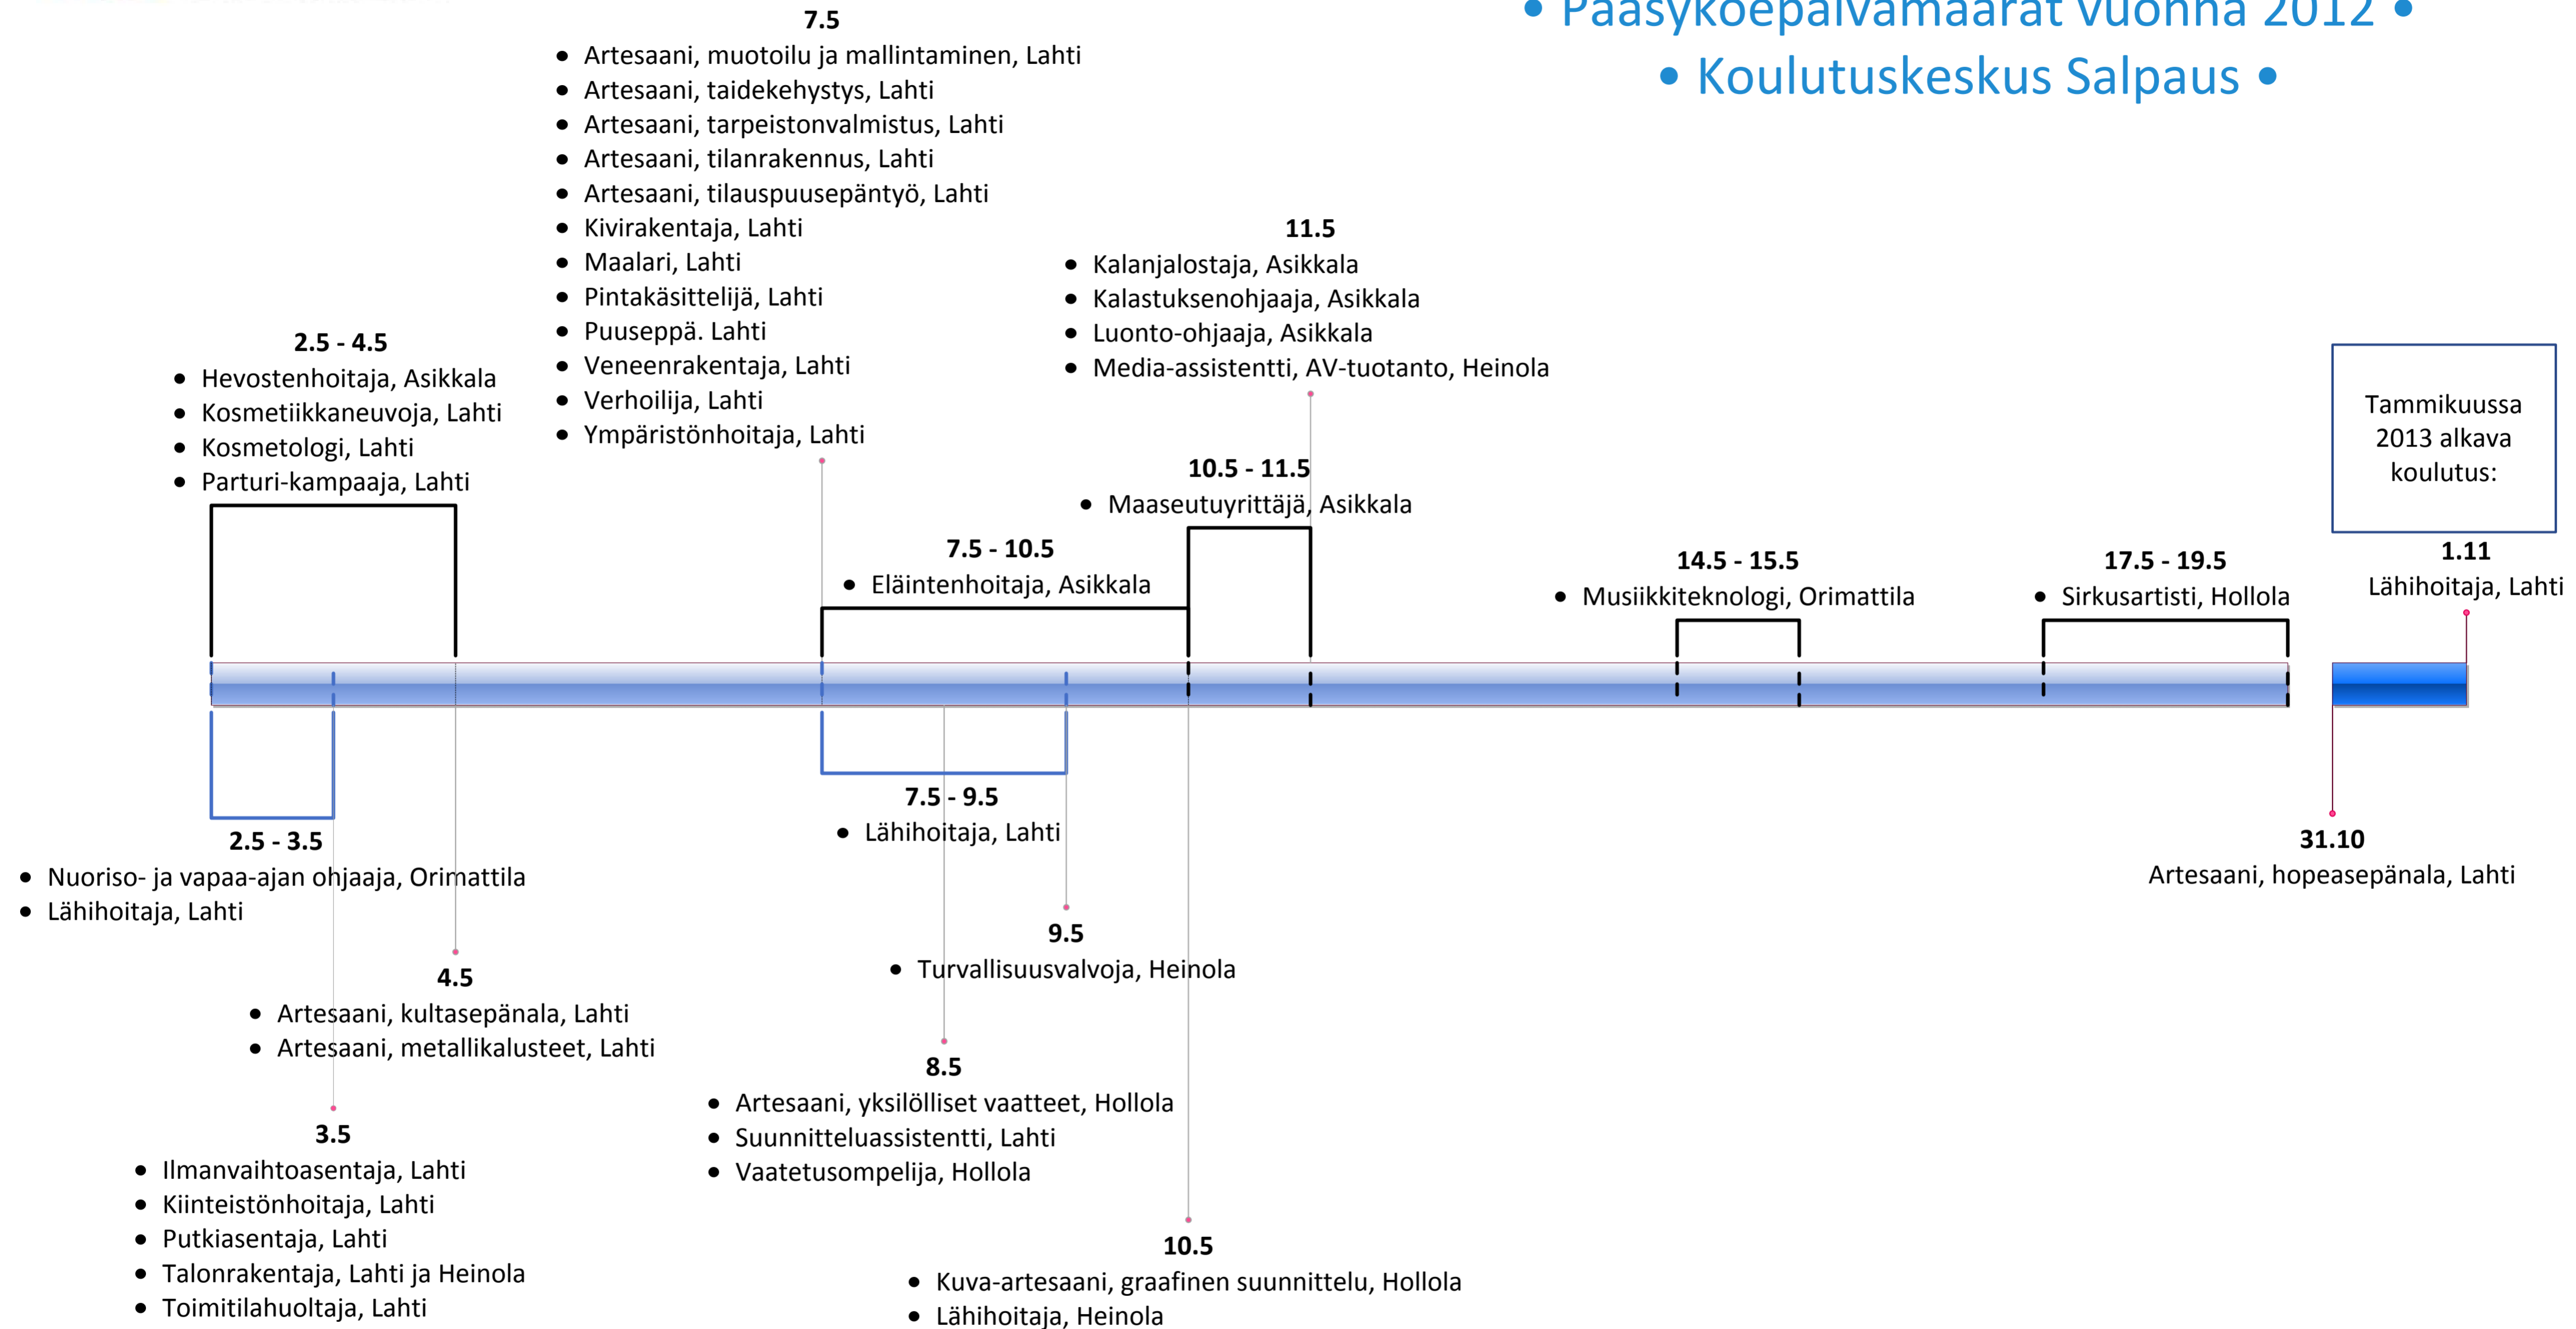 • Pääsykoepäivämäärät vuonna 2012 •
• Koulutuskeskus Salpaus •
7.5
• Artesaani, muotoilu ja mallintaminen, Lahti
• Artesaani, taidekehystys, Lahti
• Artesaani, tarpeistonvalmistus, Lahti
• Artesaani, tilanrakennus, Lahti
• Artesaani, tilauspuusepäntyö, Lahti
• Kivirakentaja, Lahti
• Maalari, Lahti
• Pintakäsittelijä, Lahti
• Puuseppä. Lahti
• Veneenrakentaja, Lahti
• Verhoilija, Lahti
• Ympäristönhoitaja, Lahti
11.5
• Kalanjalostaja, Asikkala
• Kalastuksenohjaaja, Asikkala
• Luonto-ohjaaja, Asikkala
• Media-assistentti, AV-tuotanto, Heinola
2.5 - 4.5
• Hevostenhoitaja, Asikkala
• Kosmetiikkaneuvoja, Lahti
• Kosmetologi, Lahti
• Parturi-kampaaja, Lahti
10.5 - 11.5
• Maaseutuyrittäjä, Asikkala
7.5 - 10.5
• Eläintenhoitaja, Asikkala
14.5 - 15.5
• Musiikkiteknologi, Orimattila
17.5 - 19.5
• Sirkusartisti, Hollola
Tammikuussa
2013 alkava
koulutus:
1.11
Lähihoitaja, Lahti
2.5 - 3.5
• Nuoriso- ja vapaa-ajan ohjaaja, Orimattila
• Lähihoitaja, Lahti
7.5 - 9.5
• Lähihoitaja, Lahti
31.10
Artesaani, hopeasepänala, Lahti
9.5
• Turvallisuusvalvoja, Heinola
4.5
• Artesaani, kultasepänala, Lahti
• Artesaani, metallikalusteet, Lahti
8.5
• Artesaani, yksilölliset vaatteet, Hollola
• Suunnitteluassistentti, Lahti
• Vaatetusompelija, Hollola
3.5
• Ilmanvaihtoasentaja, Lahti
• Kiinteistönhoitaja, Lahti
• Putkiasentaja, Lahti
• Talonrakentaja, Lahti ja Heinola
• Toimitilahuoltaja, Lahti
10.5
• Kuva-artesaani, graafinen suunnittelu, Hollola
• Lähihoitaja, Heinola